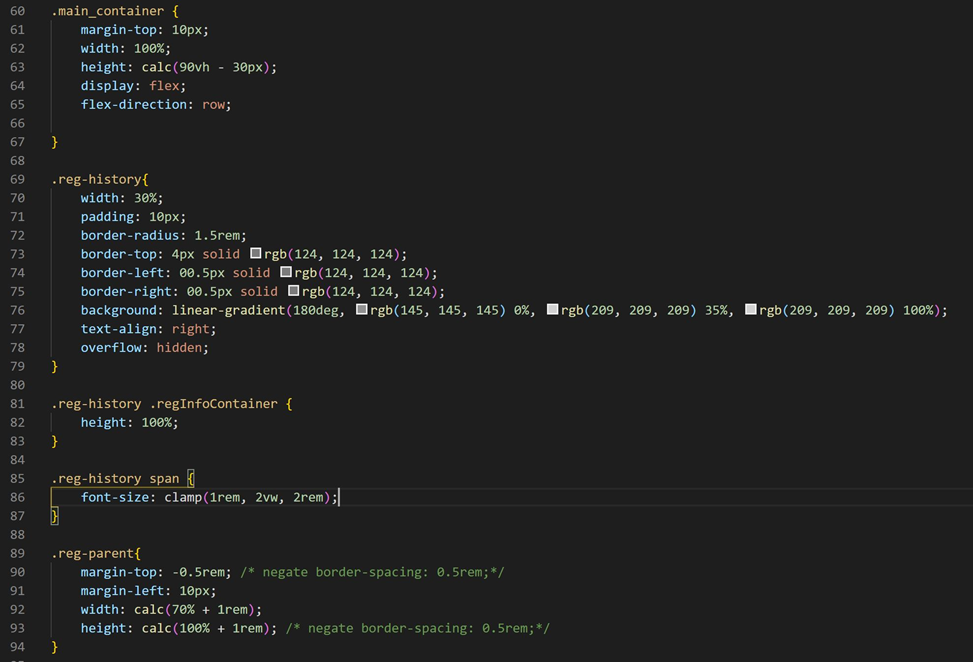 60 .main_container {
61     margin-top: 10px;
62     width: 100%;
63     height: calc(90vh - 30px);
64     display: flex;
65     flex-direction: row;
66
67 }
68
69 .reg-history{
70     width: 30%;
71     padding: 10px;
72     border-radius: 1.5rem;
73     border-top: 4px solid rgb(124, 124, 124);
74     border-left: 00.5px solid rgb(124, 124, 124);
75     border-right: 00.5px solid rgb(124, 124, 124);
76     background: linear-gradient(180deg, rgb(145, 145, 145) 0%, rgb(209, 209, 209) 35%, rgb(209, 209, 209) 100%);
77     text-align: right;
78     overflow: hidden;
79 }
80
81 .reg-history .regInfoContainer {
82     height: 100%;
83 }
84
85 .reg-history span {
86     font-size: clamp(1rem, 2vw, 2rem);
87 }
88
89 .reg-parent{
90     margin-top: -0.5rem; /* negate border-spacing: 0.5rem;*/
91     margin-left: 10px;
92     width: calc(70% + 1rem);
93     height: calc(100% + 1rem); /* negate border-spacing: 0.5rem;*/
94 }